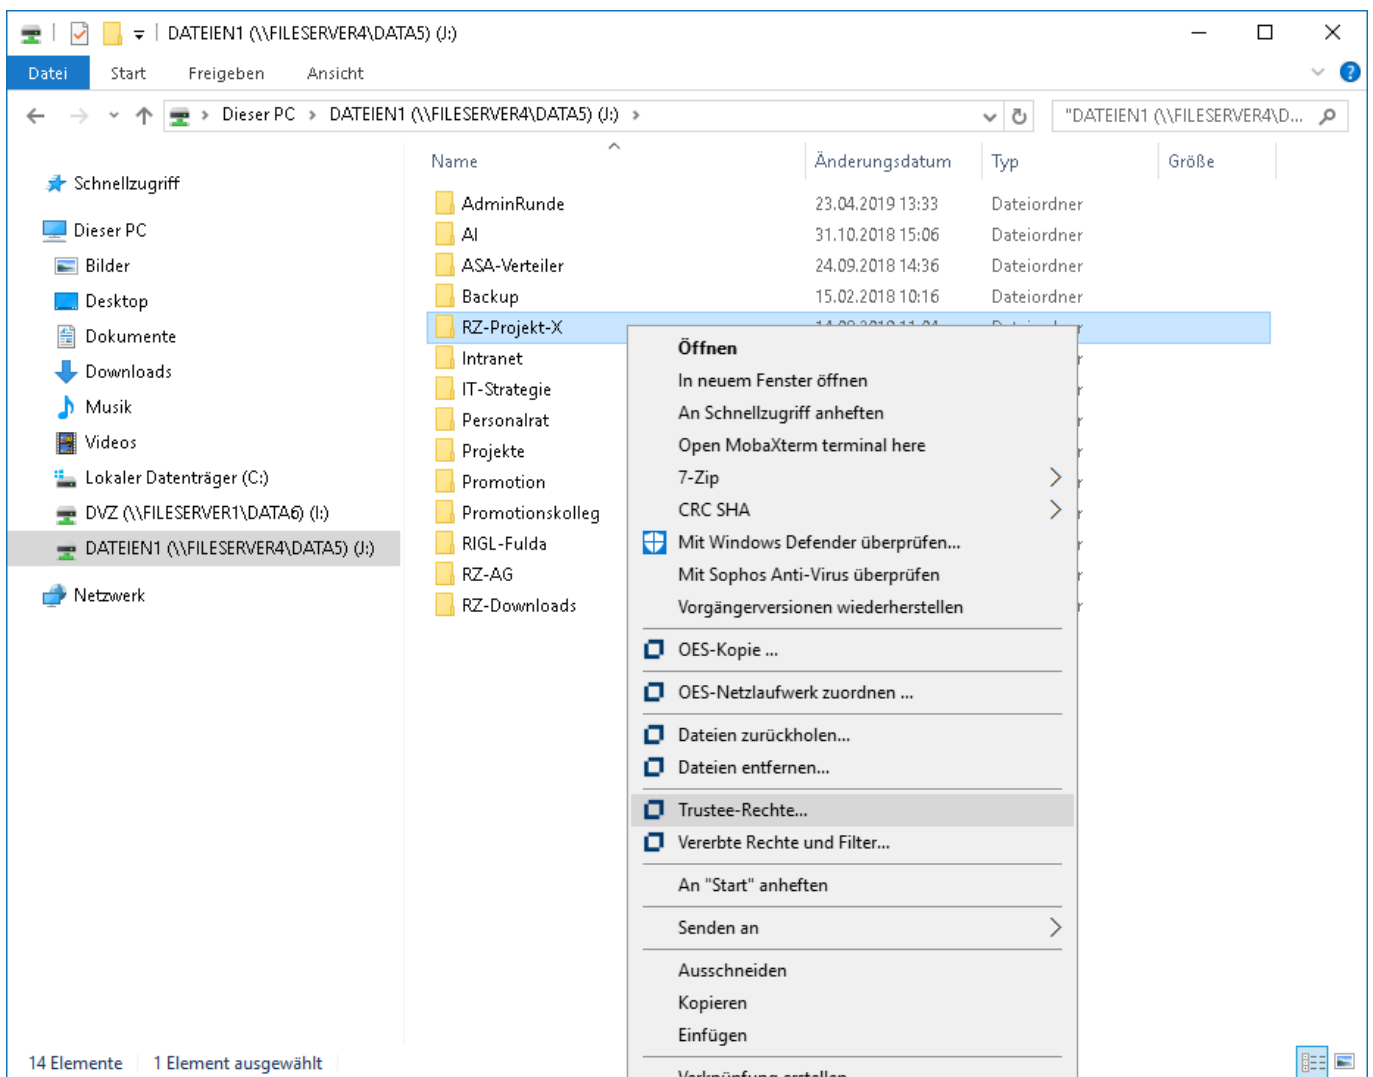 DATEIEN1 (\\FILESERVER4\DATA5) (J:)
Datei Start Freigeben Ansicht
Dieser PC DATEIEN1 (\\FILESERVER4\DATA5) (J:) "DATEIEN1 (\\FILESERVER4\D...
Name Änderungsdatum Typ Größe
Schnellzugriff
Dieser PC
Bilder
Desktop
Dokumente
Downloads
Musik
Videos
Lokaler Datenträger (C:)
DVZ (\\FILESERVER1\DATA6) (I:)
DATEIEN1 (\\FILESERVER4\DATA5) (J:)
Netzwerk
AdminRunde 23.04.2019 13:33 Dateiordner
AI 31.10.2018 15:06 Dateiordner
ASA-Verteiler 24.09.2018 14:36 Dateiordner
Backup 15.02.2018 10:16 Dateiordner
RZ-Projekt-X
Intranet
IT-Strategie
Personalrat
Projekte
Promotion
Promotionskolleg
RIGL-Fulda
RZ-AG
RZ-Downloads
Öffnen
In neuem Fenster öffnen
An Schnellzugriff anheften
Open MobaXterm terminal here
7-Zip
CRC SHA
Mit Windows Defender überprüfen...
Mit Sophos Anti-Virus überprüfen
Vorgängerversionen wiederherstellen
OES-Kopie ...
OES-Netzlaufwerk zuordnen ...
Dateien zurückholen...
Dateien entfernen...
Trustee-Rechte...
Vererbte Rechte und Filter...
An "Start" anheften
Senden an
Ausschneiden
Kopieren
Einfügen
Verknüpfung erstellen
14 Elemente 1 Element ausgewählt